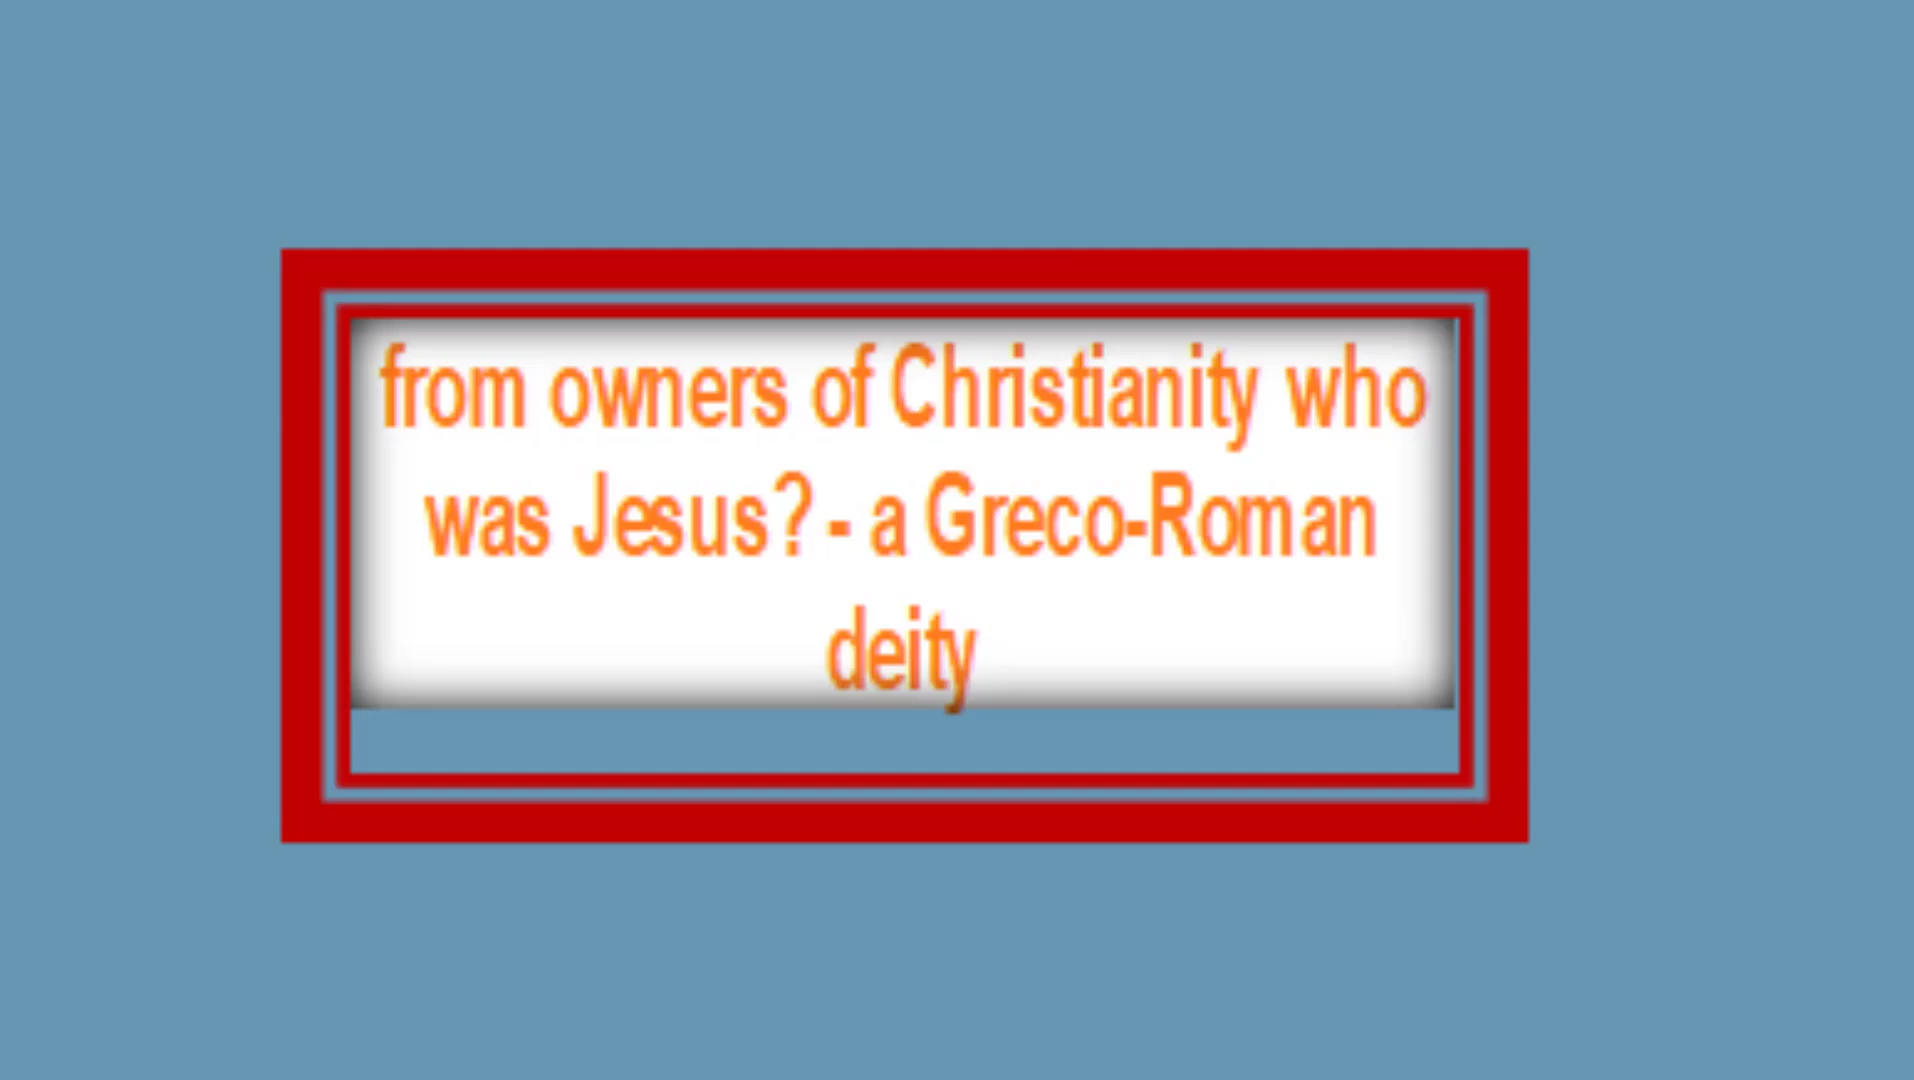 from owners of Christianity who
was Jesus? - a Greco-Roman
deity